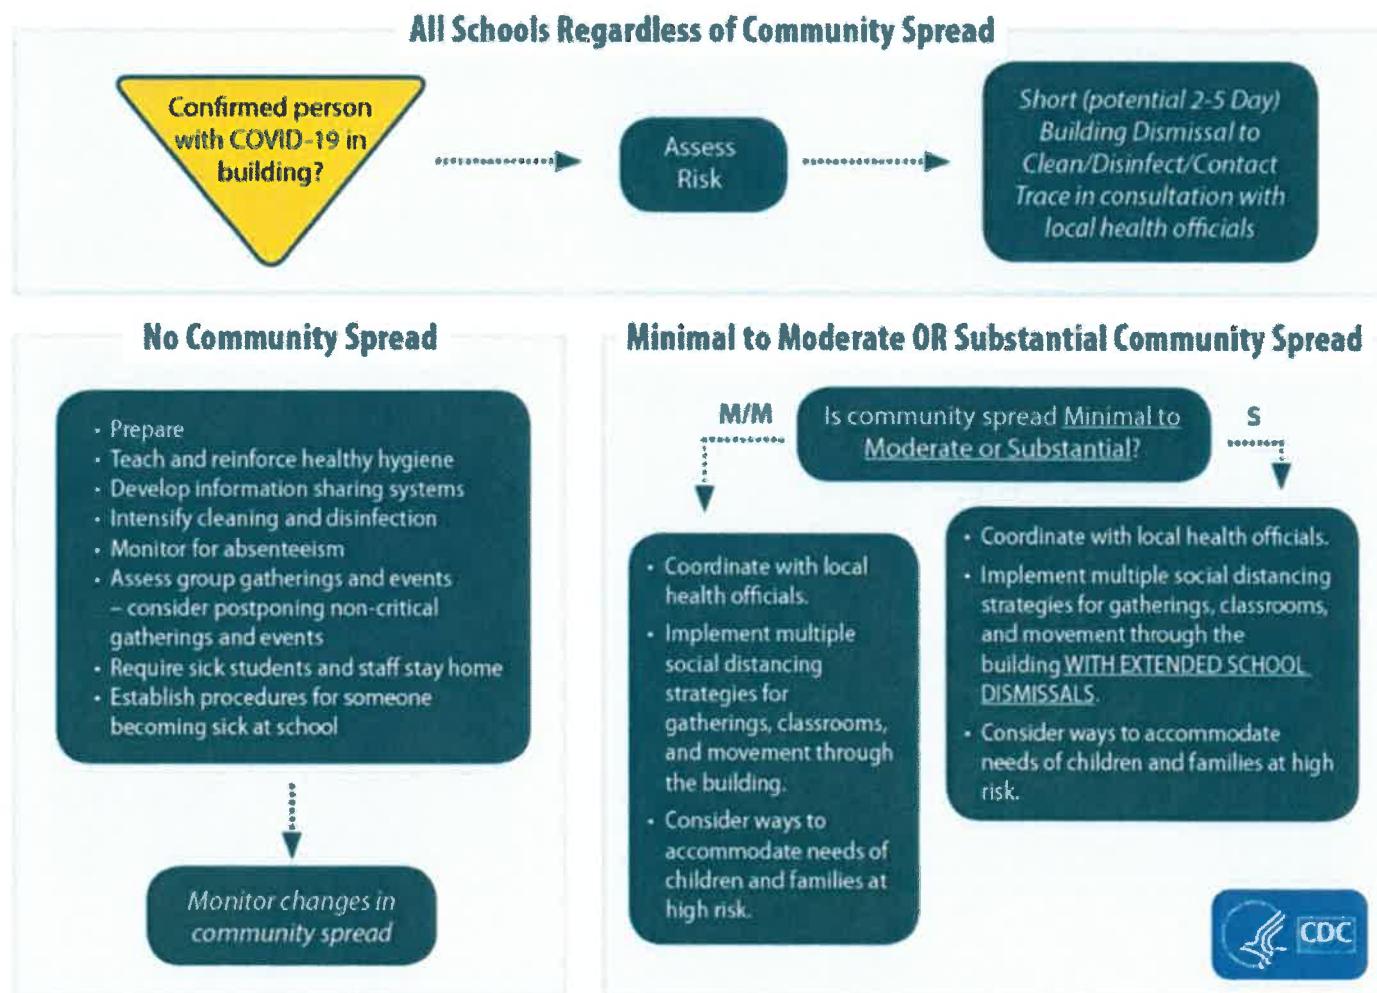 All Schools Regardless of Community Spread
Confirmed person
with COVID-19 in
building?
Assess
Risk
Short (potential 2-5 Day)
Building Dismissal to
Clean/Disinfect/Contact
Trace in consultation with
local health officials
No Community Spread
• Prepare
• Teach and reinforce healthy hygiene
• Develop information sharing systems
• Intensify cleaning and disinfection
• Monitor for absenteeism
• Assess group gatherings and events
– consider postponing non-critical
gatherings and events
• Require sick students and staff stay home
• Establish procedures for someone
becoming sick at school
Monitor changes in
community spread
Minimal to Moderate OR Substantial Community Spread
Is community spread Minimal to
Moderate or Substantial?
M/M
• Coordinate with local
health officials.
• Implement multiple
social distancing
strategies for
gatherings, classrooms,
and movement through
the building.
• Consider ways to
accommodate needs of
children and families at
high risk.
S
• Coordinate with local health officials.
• Implement multiple social distancing
strategies for gatherings, classrooms,
and movement through the
building WITH EXTENDED SCHOOL
DISMISSALS.
• Consider ways to accommodate
needs of children and families at high
risk.
CDC